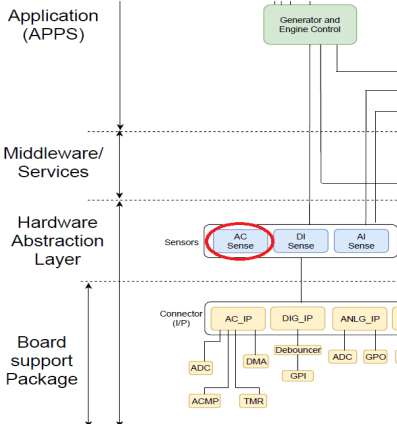 Application
(APPS)
Generator and
Engine Control
Middleware/
Services
Hardware
Abstraction
Layer
Sensors
AC
Sense
DI
Sense
AI
Sense
Connector
(I/P)
AC_IP
DIG_IP
ANLG_IP
Board
support
Package
ADC
DMA
Debouncer
ADC
GPO
GPI
ACMP
TMR